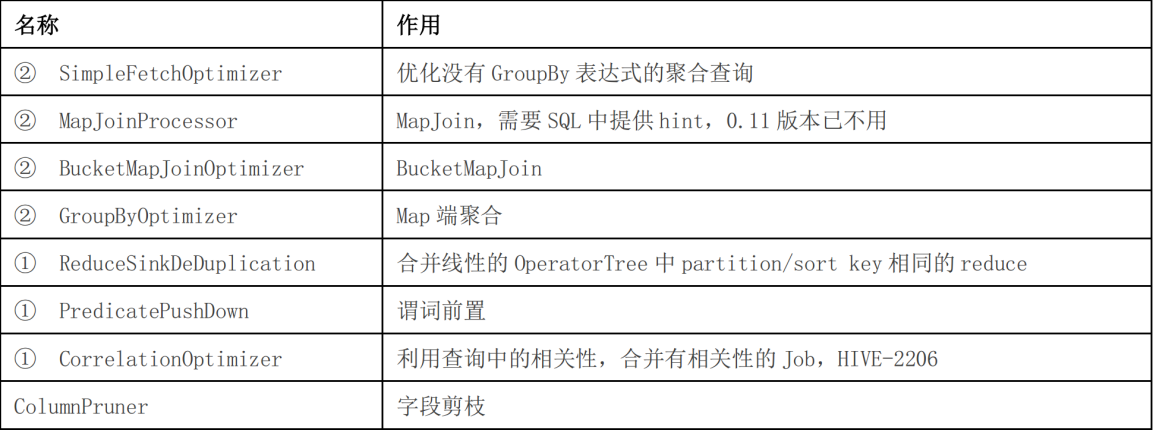 名称 作用
② SimpleFetchOptimizer 优化没有 GroupBy 表达式的聚合查询
② MapJoinProcessor MapJoin，需要 SQL 中提供 hint，0.11 版本已不用
② BucketMapJoinOptimizer BucketMapJoin
② GroupByOptimizer Map 端聚合
① ReduceSinkDeDuplication 合并线性的 OperatorTree 中 partition/sort key 相同的 reduce
① PredicatePushDown 谓词前置
① CorrelationOptimizer 利用查询中的相关性，合并有相关性的 Job，HIVE-2206
ColumnPruner 字段剪枝